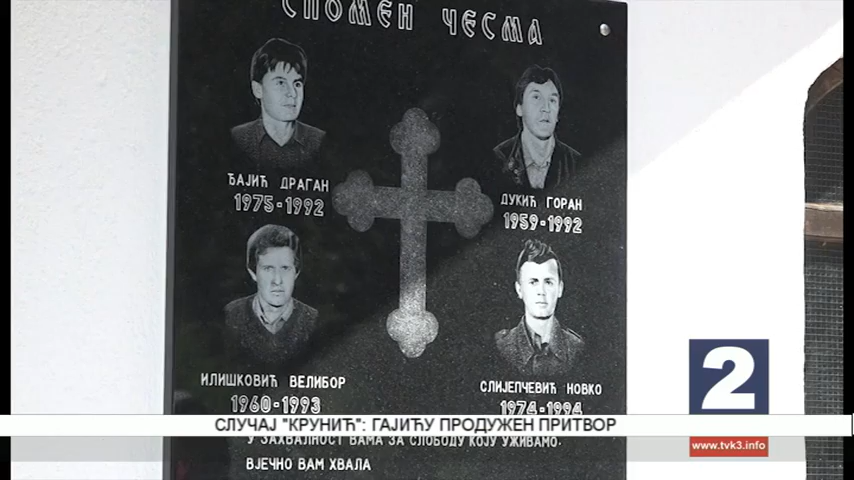 СПОМЕН ЧЕСМА
ЂАЈИЋ ДРАГАН
1975-1992
ДУКИЋ ГОРАН
1959-1992
ИЛИШКОВИЋ ВЕЛИБОР
1960-1993
СЛИЈЕПЧЕВИЋ НОВКО
1974-1994
У ЗАХВАЛНОСТ ВАМА ЗА СЛОБОДУ КОЈУ УЖИВАМО.
ВЈЕЧНО ВАМ ХВАЛА
2
www.tvk3.info
СЛУЧАЈ "КРУНИЋ": ГАЈИЋУ ПРОДУЖЕН ПРИТВОР